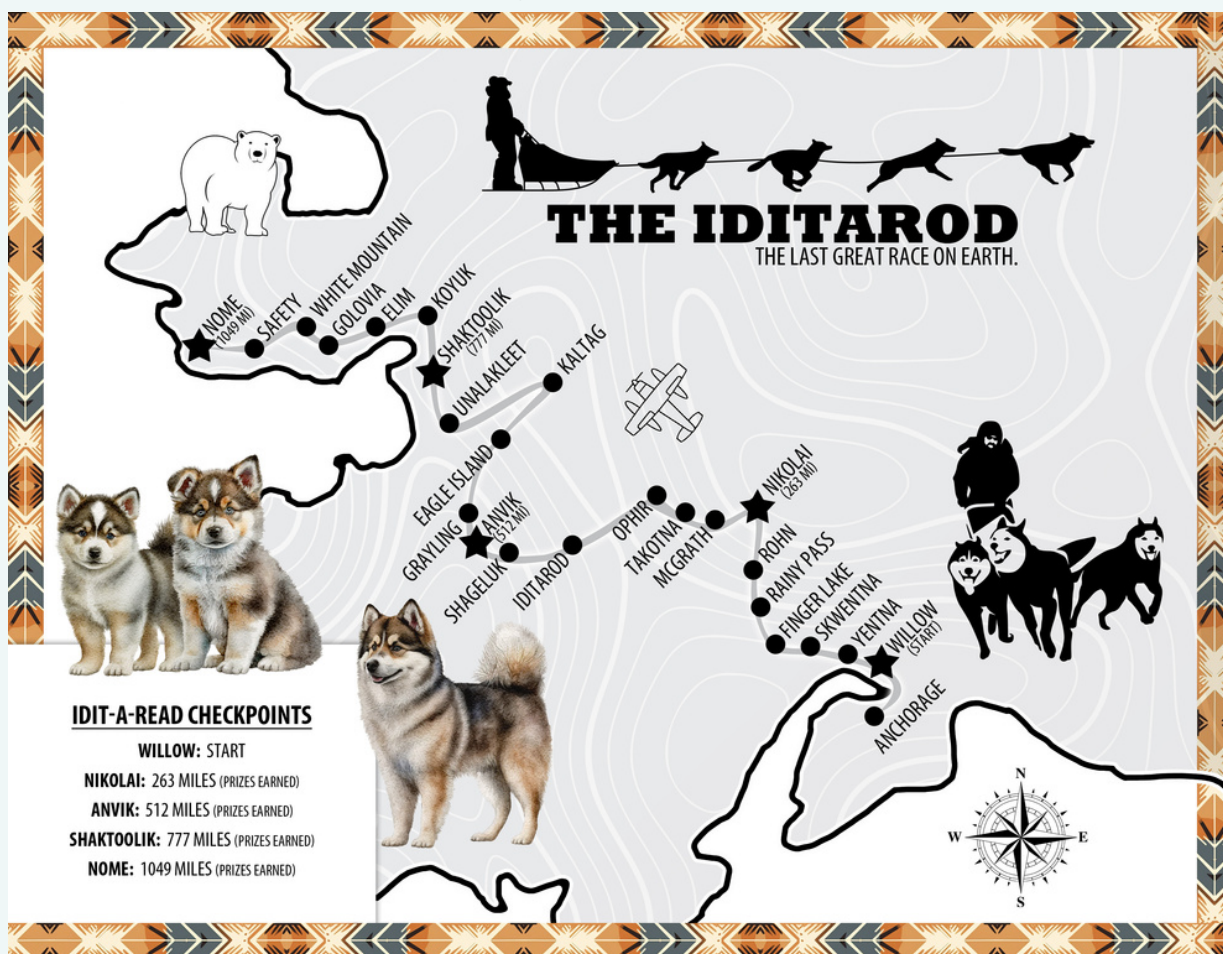 THE IDITAROD
THE LAST GREAT RACE ON EARTH.
NOME
(1049 MI)
SAFETY
WHITE MOUNTAIN
GOLOVIA
ELIM
KOYUK
SHAKTOOLIK
(777 MI)
UNALAKLEET
KALTAG
EAGLE ISLAND
GRAYLING
ANVIK
(512 MI)
SHAGELUK
IDITAROD
OPHIR
TAKOTNA
MCGRATH
NIKOLAI
(263 MI)
ROHN
RAINY PASS
FINGER LAKE
SKWENTNA
YENTNA
WILLOW
(START)
ANCHORAGE
IDIT-A-READ CHECKPOINTS
WILLOW: START
NIKOLAI: 263 MILES (PRIZES EARNED)
ANVIK: 512 MILES (PRIZES EARNED)
SHAKTOOLIK: 777 MILES (PRIZES EARNED)
NOME: 1049 MILES (PRIZES EARNED)
N
W E
S